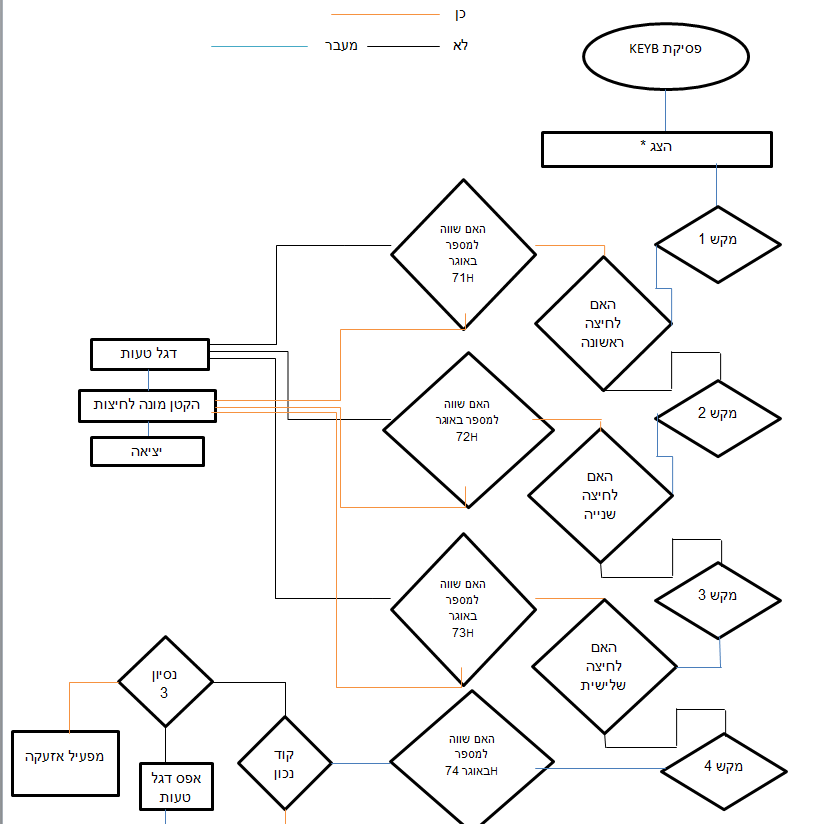 כן
לא
מעבר
פסיקת KEYB
הצג *
מקש 1
האם
לחיצה
ראשונה
האם שווה
למספר
באוגר
71H
דגל טעות
הקטן מונה לחיצות
יציאה
מקש 2
האם
לחיצה
שנייה
האם שווה
למספר באוגר
72H
מקש 3
האם
לחיצה
שלישית
האם שווה
למספר
באוגר
73H
מקש 4
האם שווה
למספר
באוגר 74H
קוד
נכון
נסיון
3
מפעיל אזעקה
אפס דגל
טעות